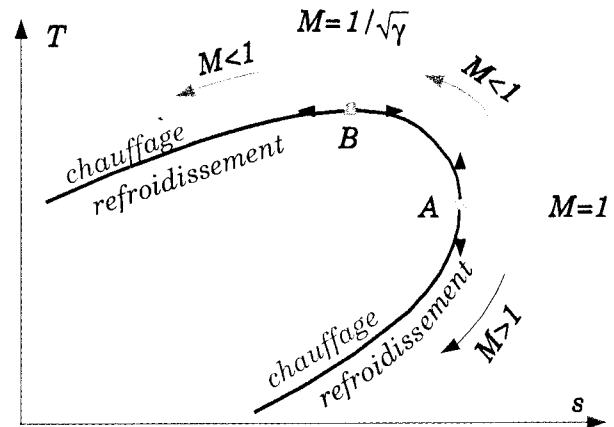 T
M=1/√γ
M<1
M<1
B
chauffage
refroidissement
A
M=1
chauffage
refroidissement
M>1
s